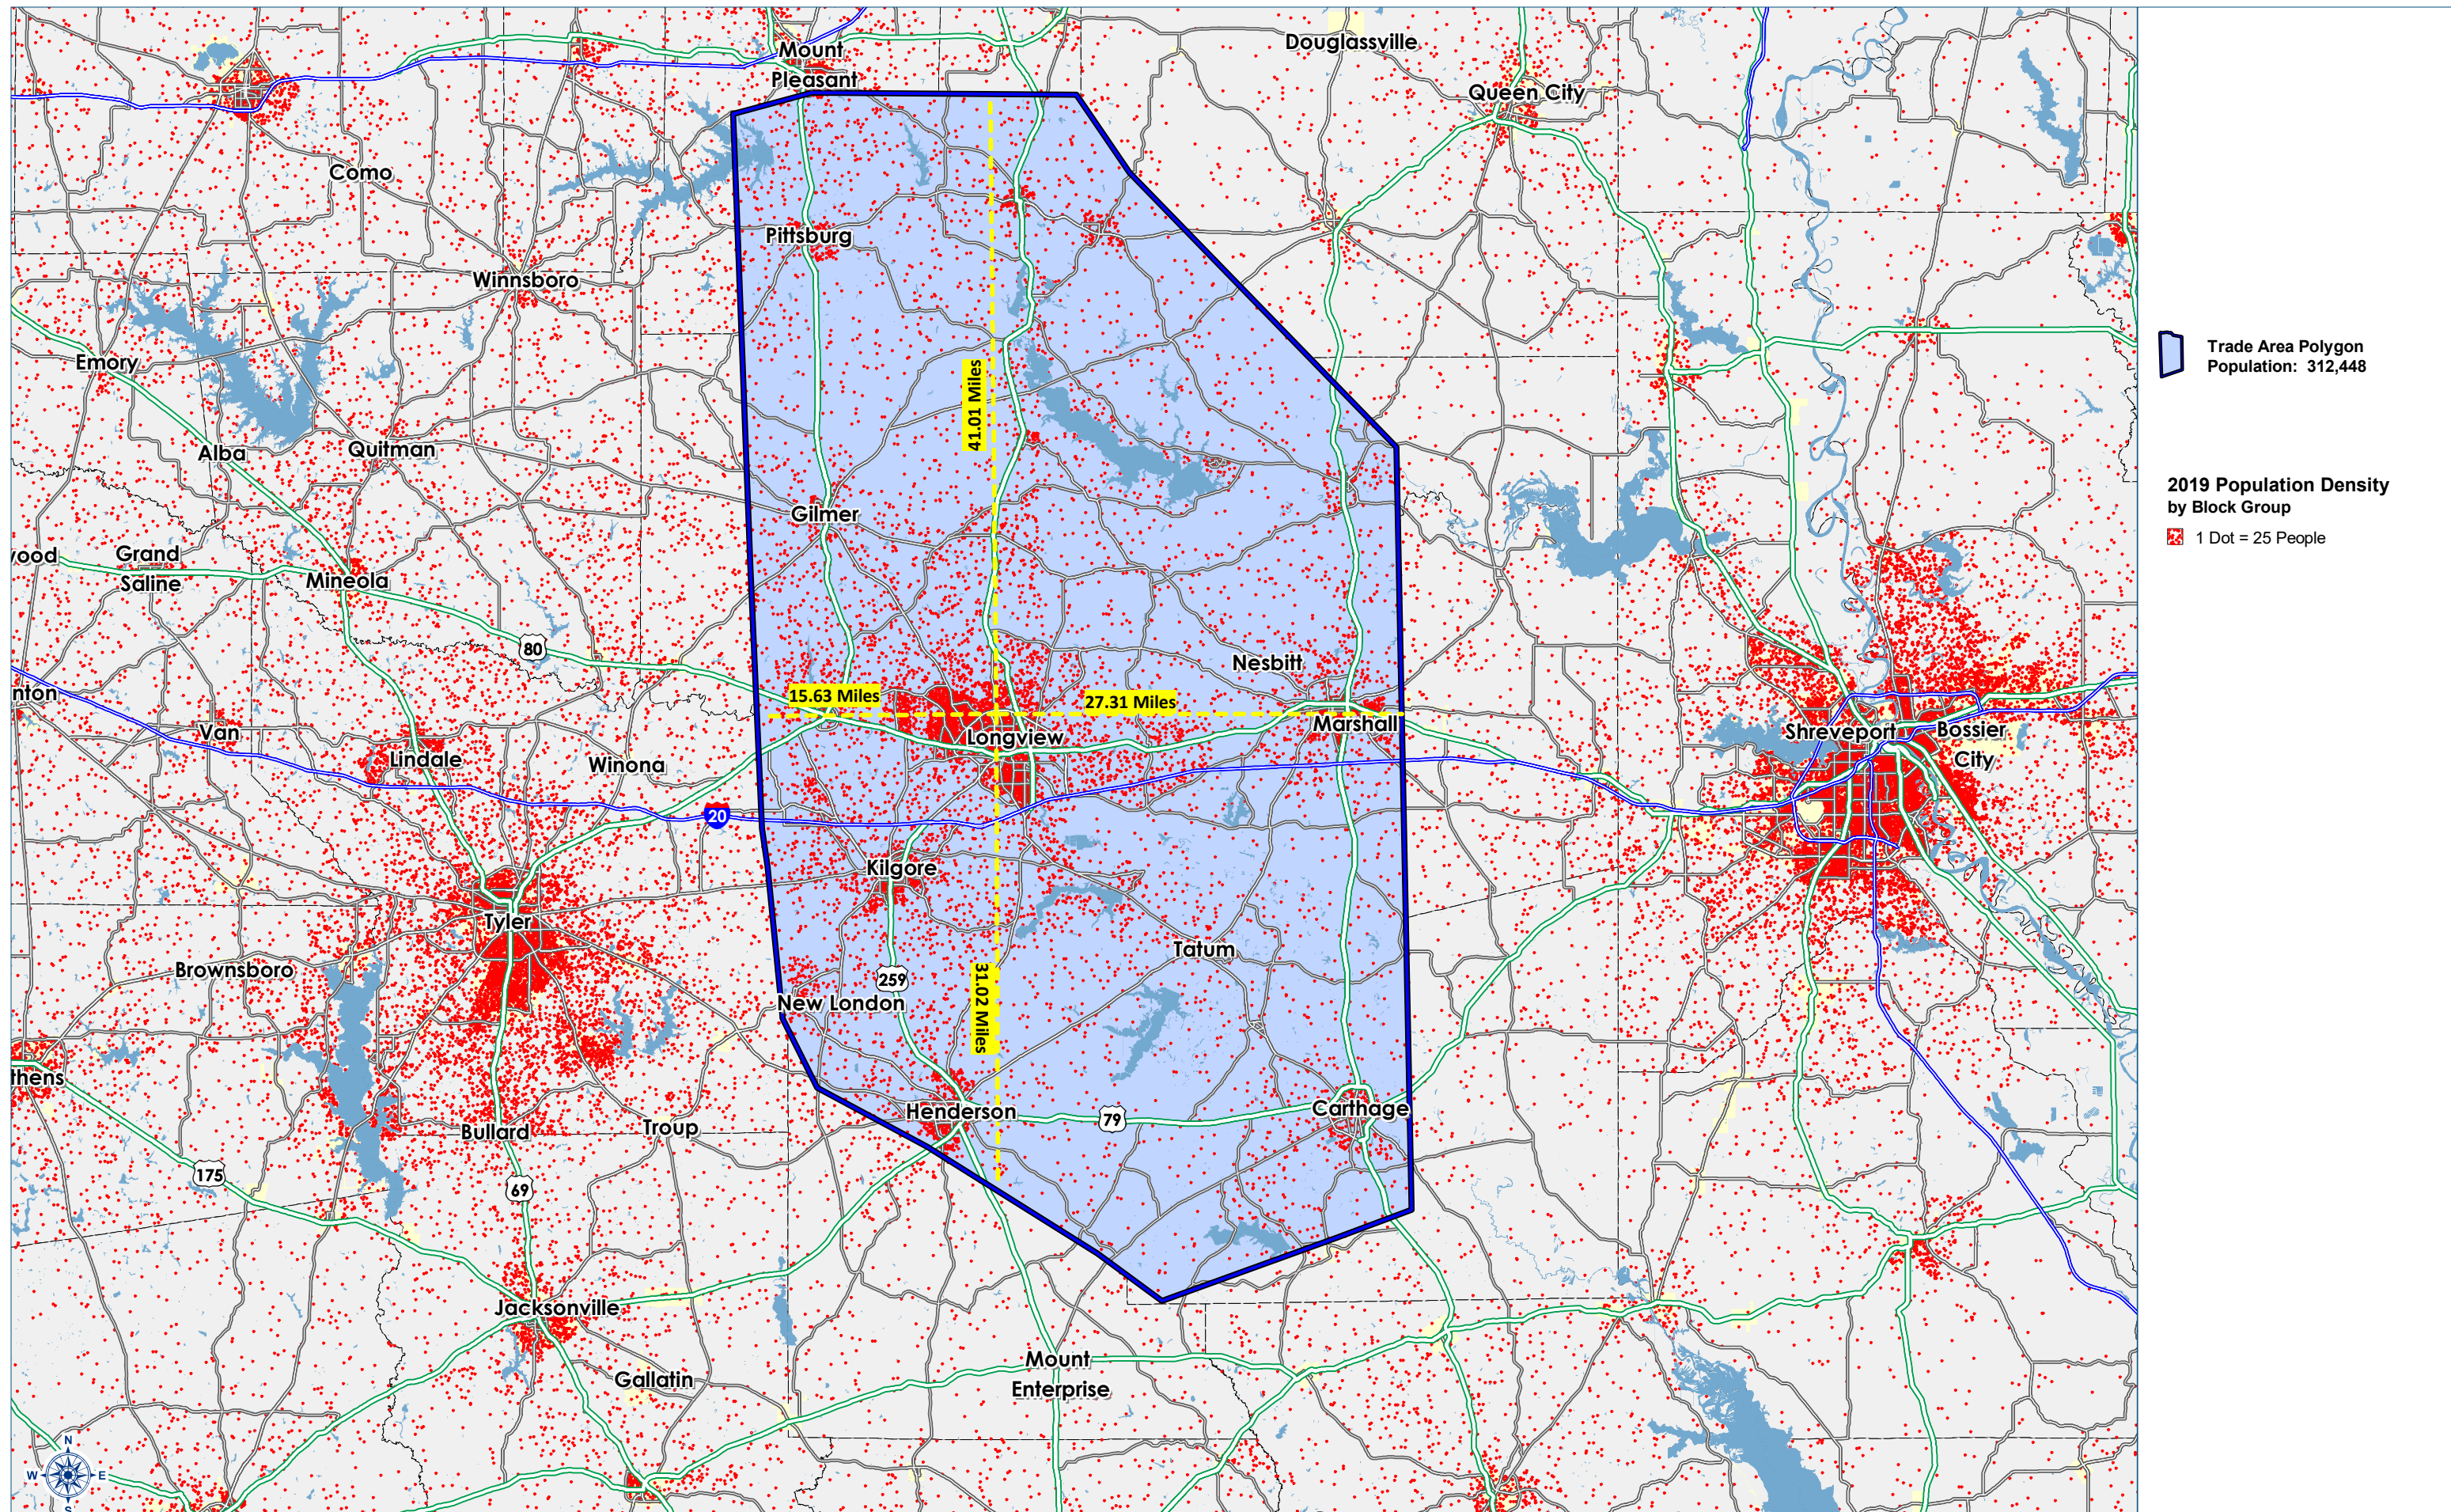 Mount
Pleasant
Douglassville
Queen City
Como
Pittsburg
Winnsboro
Emory
Alba
Quitman
41.01 Miles
Gilmer
wood
Grand
Saline
Mineola
80
Nesbitt
nton
15.63 Miles
27.31 Miles
Van
Lindale
Winona
Longview
Marshall
Shreveport
Bossier
City
20
Kilgore
Tyler
Tatum
Brownsboro
259
New London
31.02 Miles
thens
Henderson
79
Carthage
Bullard
Troup
175
69
Jacksonville
Gallatin
Mount
Enterprise
N
W
E
S
Trade Area Polygon
Population: 312,448
2019 Population Density
by Block Group
1 Dot = 25 People